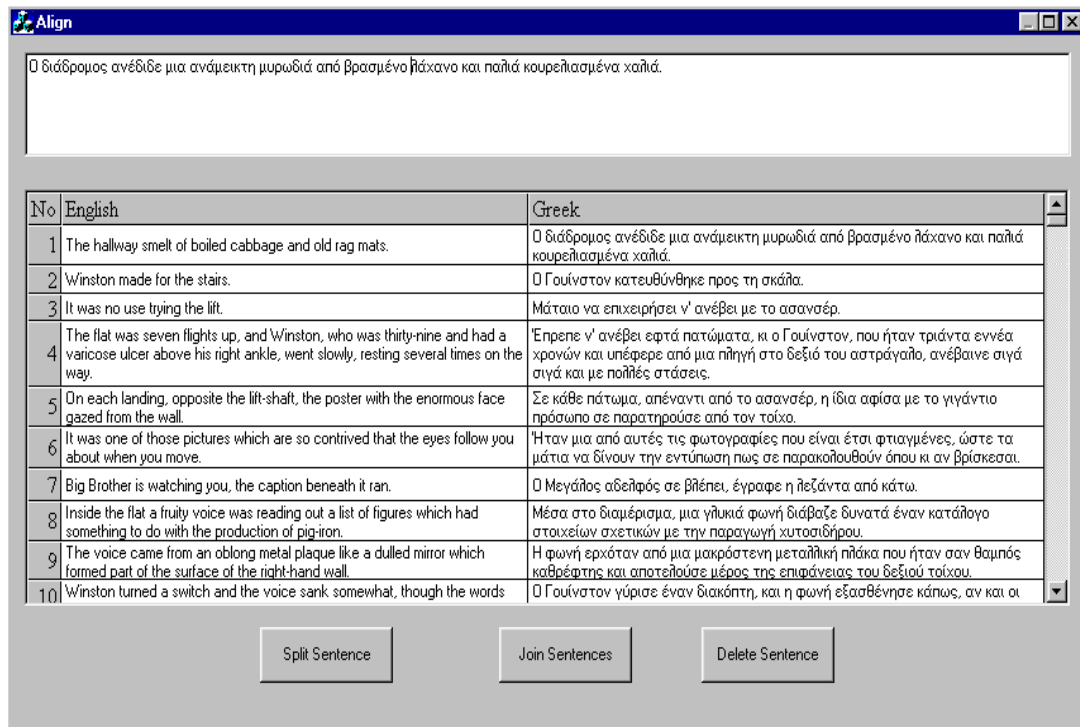 Align
Ο διάδρομος ανέδιδε μια ανάμεικτη μυρωδιά από βρασμένο λάχανο και παλιά κουρελιασμένα χαλιά.
No English Greek
1 The hallway smelt of boiled cabbage and old rag mats.
Ο διάδρομος ανέδιδε μια ανάμεικτη μυρωδιά από βρασμένο λάχανο και παλιά
κουρελιασμένα χαλιά.
2 Winston made for the stairs.
Ο Γουίνστον κατευθύνθηκε προς τη σκάλα.
3 It was no use trying the lift.
Μάταιο να επιχειρήσει ν' ανέβει με το ασανσέρ.
4 The flat was seven flights up, and Winston, who was thirty-nine and had a
varicose ulcer above his right ankle, went slowly, resting several times on the
way.
Έπρεπε ν' ανέβει εφτά πατώματα, κι ο Γουίνστον, που ήταν τριάντα εννέα
χρονών και υπέφερε από μια πληγή στο δεξιό του αστράγαλο, ανέβαινε σιγά
σιγά και με πολλές στάσεις.
5 On each landing, opposite the lift-shaft, the poster with the enormous face
gazed from the wall.
Σε κάθε πάτωμα, απέναντι από το ασανσέρ, η ίδια αφίσα με το γιγάντιο
πρόσωπο σε παρατηρούσε από τον τοίχο.
6 It was one of those pictures which are so contrived that the eyes follow you
about when you move.
Ήταν μια από αυτές τις φωτογραφίες που είναι έτσι φτιαγμένες, ώστε τα
μάτια να δίνουν την εντύπωση πως σε παρακολουθούν όπου κι αν βρίσκεσαι.
7 Big Brother is watching you, the caption beneath it ran.
Ο Μεγάλος αδελφός σε βλέπει, έγραφε η λεζάντα από κάτω.
8 Inside the flat a fruity voice was reading out a list of figures which had
something to do with the production of pig-iron.
Μέσα στο διαμέρισμα, μια γλυκιά φωνή διάβαζε δυνατά έναν κατάλογο
στοιχείων σχετικών με την παραγωγή χυτοσιδήρου.
9 The voice came from an oblong metal plaque like a dulled mirror which
formed part of the surface of the right-hand wall.
Η φωνή ερχόταν από μια μακρόστενη μεταλλική πλάκα που ήταν σαν θαμπός
καθρέφτης και αποτελούσε μέρος της επιφάνειας του δεξιού τοίχου.
10 Winston turned a switch and the voice sank somewhat, though the words
Ο Γουίνστον γύρισε έναν διακόπτη, και η φωνή εξασθένησε κάπως, αν και οι
Split Sentence Join Sentences Delete Sentence